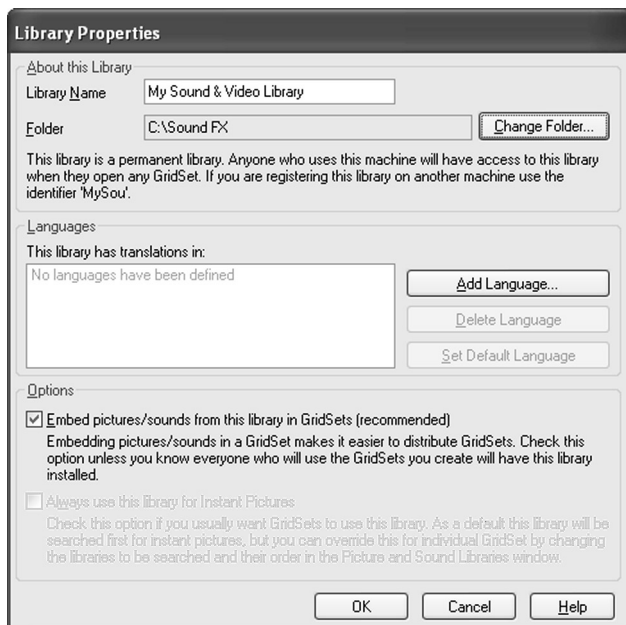 Library Properties
About this Library
Library Name
My Sound & Video Library
Folder
C:\Sound FX
Change Folder...
This library is a permanent library. Anyone who uses this machine will have access to this library
when they open any GridSet. If you are registering this library on another machine use the
identifier 'MySou'.
Languages
This library has translations in:
No languages have been defined
Add Language...
Delete Language
Set Default Language
Options
Embed pictures/sounds from this library in GridSets (recommended)
Embedding pictures/sounds in a GridSet makes it easier to distribute GridSets. Check this
option unless you know everyone who will use the GridSets you create will have this library
installed.
Always use this library for Instant Pictures
Check this option if you usually want GridSets to use this library. As a default this library will be
searched first for instant pictures, but you can override this for individual GridSet by changing
the libraries to be searched and their order in the Picture and Sound Libraries window.
OK
Cancel
Help